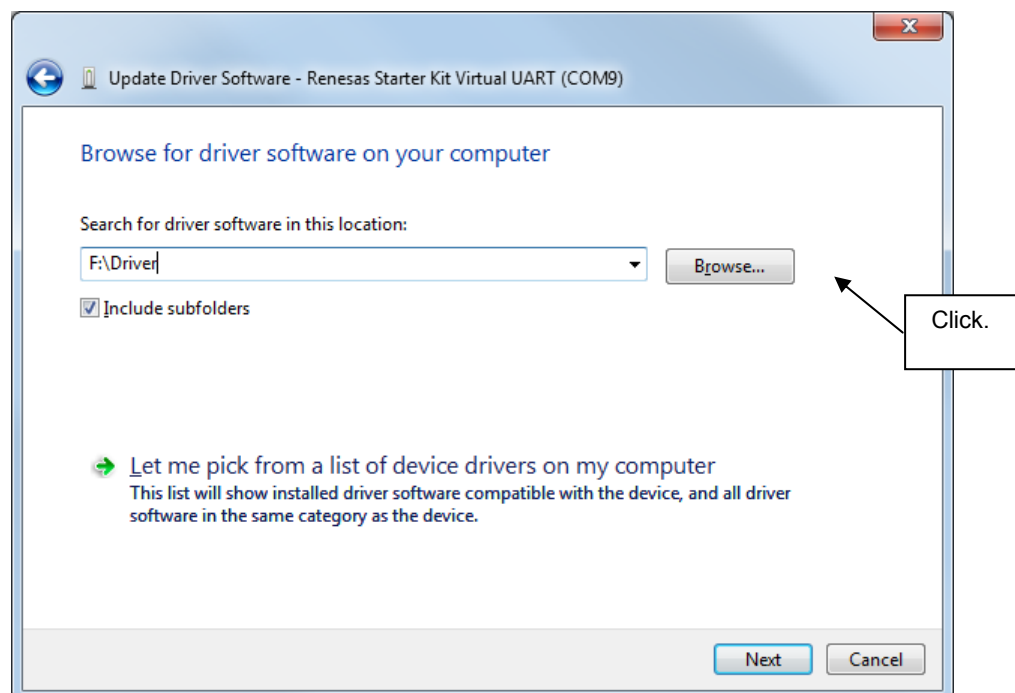 Update Driver Software - Renesas Starter Kit Virtual UART (COM9)
Browse for driver software on your computer
Search for driver software in this location:
F:\Driver
Browse...
Include subfolders
Click.
Let me pick from a list of device drivers on my computer
This list will show installed driver software compatible with the device, and all driver
software in the same category as the device.
Next
Cancel